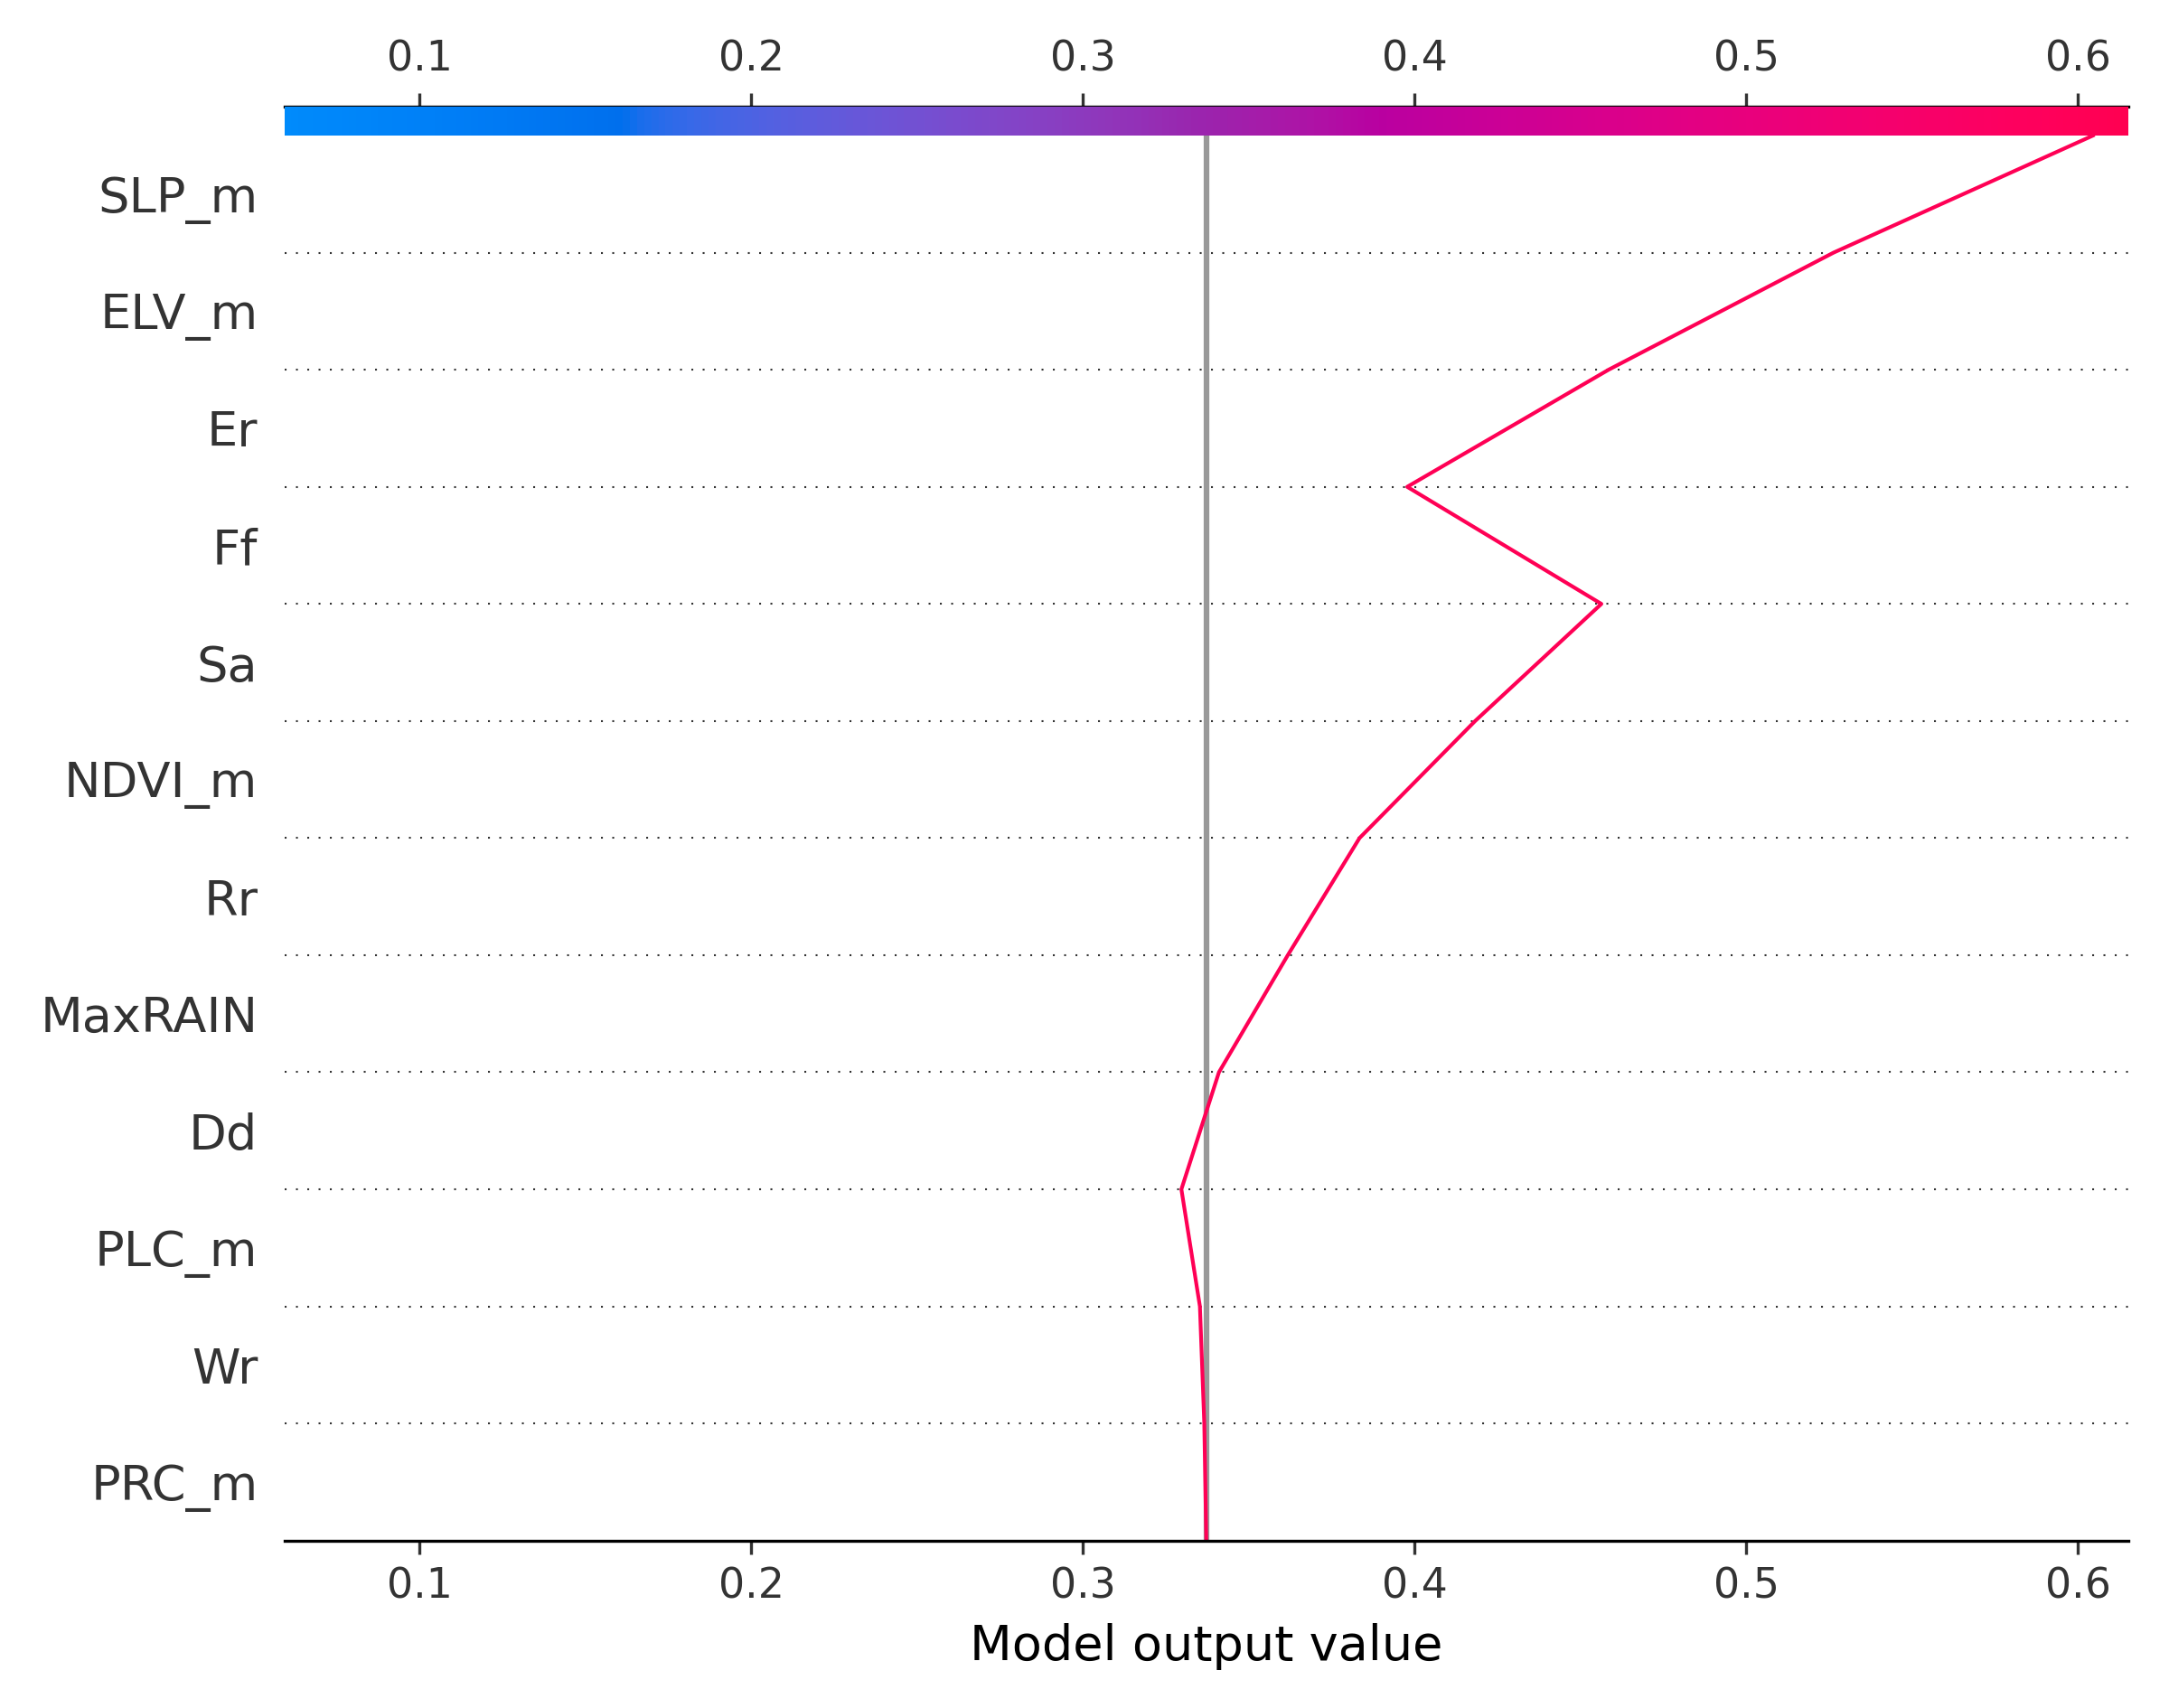 0.1 0.2 0.3 0.4 0.5 0.6
SLP_m
ELV_m
Er
Ff
Sa
NDVI_m
Rr
MaxRAIN
Dd
PLC_m
Wr
PRC_m
0.1 0.2 0.3 0.4 0.5 0.6
Model output value